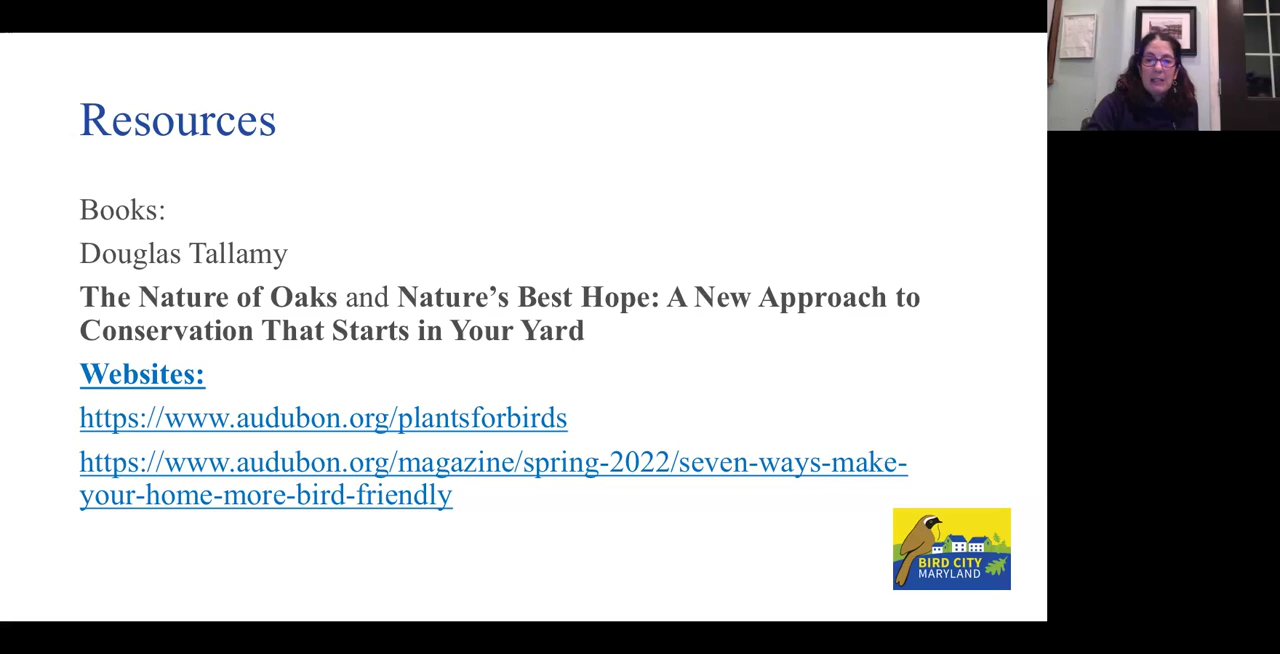 Resources
Books:
Douglas Tallamy
The Nature of Oaks and Nature’s Best Hope: A New Approach to
Conservation That Starts in Your Yard
Websites:
https://www.audubon.org/plantsforbirds
https://www.audubon.org/magazine/spring-2022/seven-ways-make-
your-home-more-bird-friendly
BIRD CITY
MARYLAND